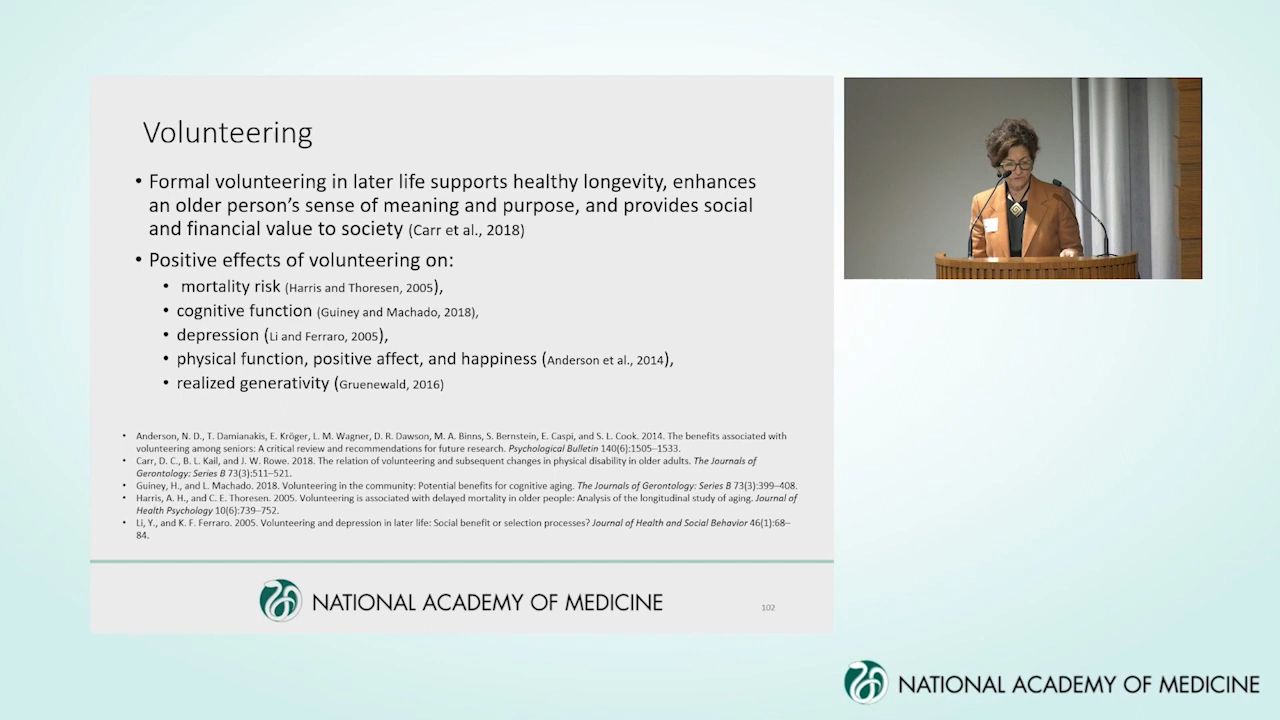 Volunteering
• Formal volunteering in later life supports healthy longevity, enhances
an older person's sense of meaning and purpose, and provides social
and financial value to society (Carr et al., 2018)
• Positive effects of volunteering on:
• mortality risk (Harris and Thoresen, 2005),
• cognitive function (Guiney and Machado, 2018),
• depression (Li and Ferraro, 2005),
• physical function, positive affect, and happiness (Anderson et al., 2014),
• realized generativity (Gruenewald, 2016)
• Anderson, N. D., T. Damianakis, E. Kröger, L. M. Wagner, D. R. Dawson, M. A. Binns, S. Bernstein, E. Caspi, and S. L. Cook. 2014. The benefits associated with
volunteering among seniors: A critical review and recommendations for future research. Psychological Bulletin 140(6):1505–1533.
• Carr, D. C., B. L. Kail, and J. W. Rowe. 2018. The relation of volunteering and subsequent changes in physical disability in older adults. The Journals of
Gerontology: Series B 73(3):511–521.
• Guiney, H., and L. Machado. 2018. Volunteering in the community: Potential benefits for cognitive aging. The Journals of Gerontology: Series B 73(3):399–408.
• Harris, A. H., and C. E. Thoresen. 2005. Volunteering is associated with delayed mortality in older people: Analysis of the longitudinal study of aging. Journal of
Health Psychology 10(6):739–752.
• Li, Y., and K. F. Ferraro. 2005. Volunteering and depression in later life: Social benefit or selection processes? Journal of Health and Social Behavior 46(1):68–
84.
NATIONAL ACADEMY OF MEDICINE
102
NATIONAL ACADEMY OF MEDICINE